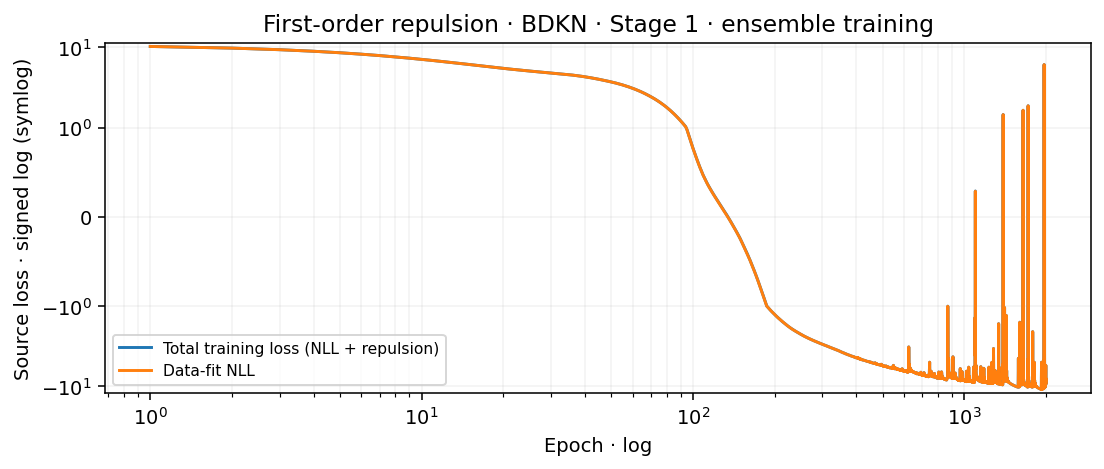 First-order repulsion · BDKN · Stage 1 · ensemble training
Source loss · signed log (symlog)
10¹
10⁰
0
−10⁰
−10¹
Total training loss (NLL + repulsion)
Data-fit NLL
10⁰ 10¹ 10² 10³
Epoch · log